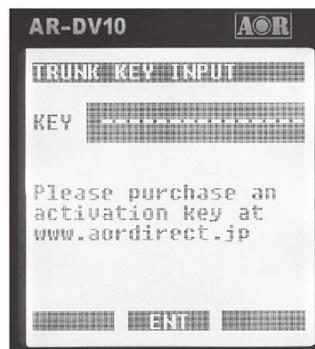 AR-DV10 AOR
TRUNK KEY INPUT
KEY
Please purchase an
activation key at
www.aordirect.jp
ENT